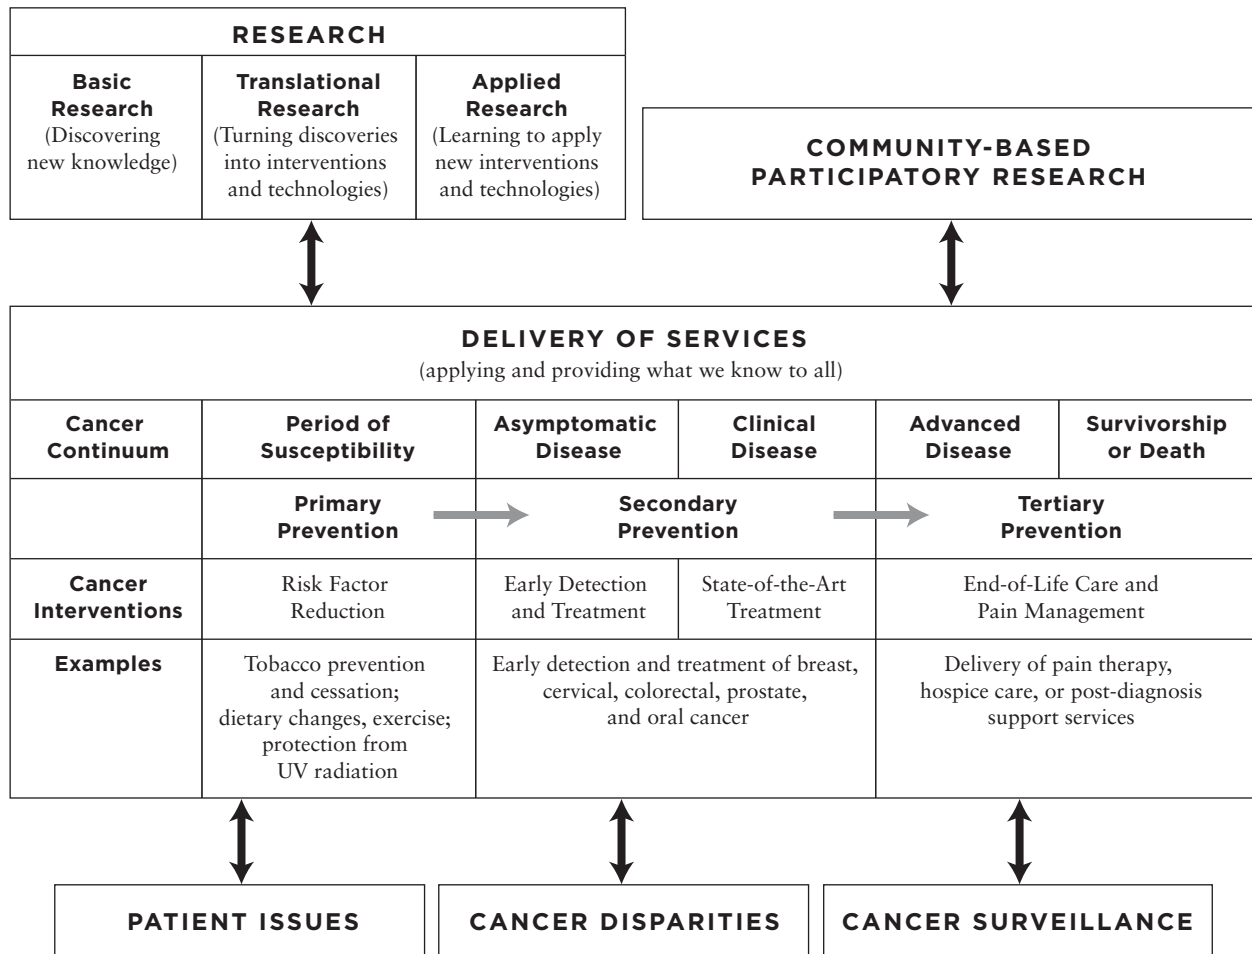 RESEARCH
Basic
Research
(Discovering
new knowledge)
Translational
Research
(Turning discoveries
into interventions
and technologies)
Applied
Research
(Learning to apply
new interventions
and technologies)
COMMUNITY-BASED
PARTICIPATORY RESEARCH
DELIVERY OF SERVICES
(applying and providing what we know to all)
Cancer
Continuum
Period of
Susceptibility
Asymptomatic
Disease
Clinical
Disease
Advanced
Disease
Survivorship
or Death
Primary
Prevention
Secondary
Prevention
Tertiary
Prevention
Cancer
Interventions
Risk Factor
Reduction
Early Detection
and Treatment
State-of-the-Art
Treatment
End-of-Life Care and
Pain Management
Examples
Tobacco prevention
and cessation;
dietary changes, exercise;
protection from
UV radiation
Early detection and treatment of breast,
cervical, colorectal, prostate,
and oral cancer
Delivery of pain therapy,
hospice care, or post-diagnosis
support services
PATIENT ISSUES
CANCER DISPARITIES
CANCER SURVEILLANCE